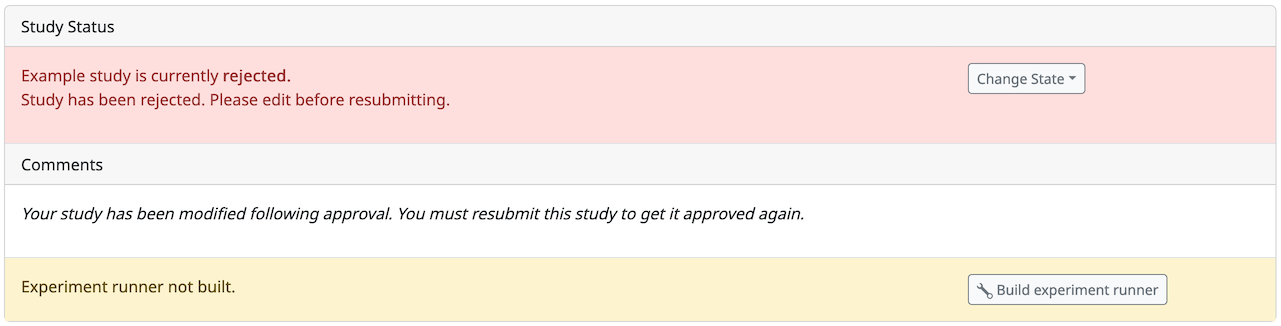 Study Status
Example study is currently rejected.
Change State
Study has been rejected. Please edit before resubmitting.
Comments
Your study has been modified following approval. You must resubmit this study to get it approved again.
Experiment runner not built.
Build experiment runner